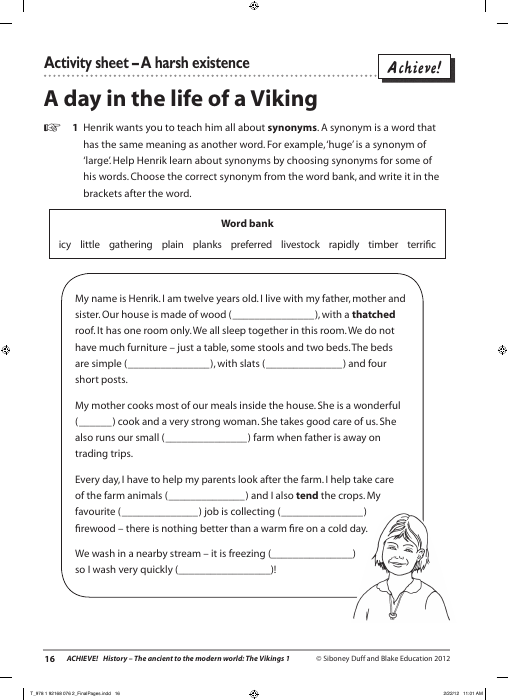 Activity sheet – A harsh existence
Achieve!
A day in the life of a Viking
1 Henrik wants you to teach him all about synonyms. A synonym is a word that
has the same meaning as another word. For example, ‘huge’ is a synonym of
‘large’. Help Henrik learn about synonyms by choosing synonyms for some of
his words. Choose the correct synonym from the word bank, and write it in the
brackets after the word.
Word bank
icy little gathering plain planks preferred livestock rapidly timber terrific
My name is Henrik. I am twelve years old. I live with my father, mother and
sister. Our house is made of wood (________________), with a thatched
roof. It has one room only. We all sleep together in this room. We do not
have much furniture – just a table, some stools and two beds. The beds
are simple (________________), with slats (_______________) and four
short posts.
My mother cooks most of our meals inside the house. She is a wonderful
(______) cook and a very strong woman. She takes good care of us. She
also runs our small (________________) farm when father is away on
trading trips.
Every day, I have to help my parents look after the farm. I help take care
of the farm animals (_______________) and I also tend the crops. My
favourite (_______________) job is collecting (________________)
firewood – there is nothing better than a warm fire on a cold day.
We wash in a nearby stream – it is freezing (________________)
so I wash very quickly (__________________)!
16 ACHIEVE! History – The ancient to the modern world: The Vikings 1 © Siboney Duff and Blake Education 2012